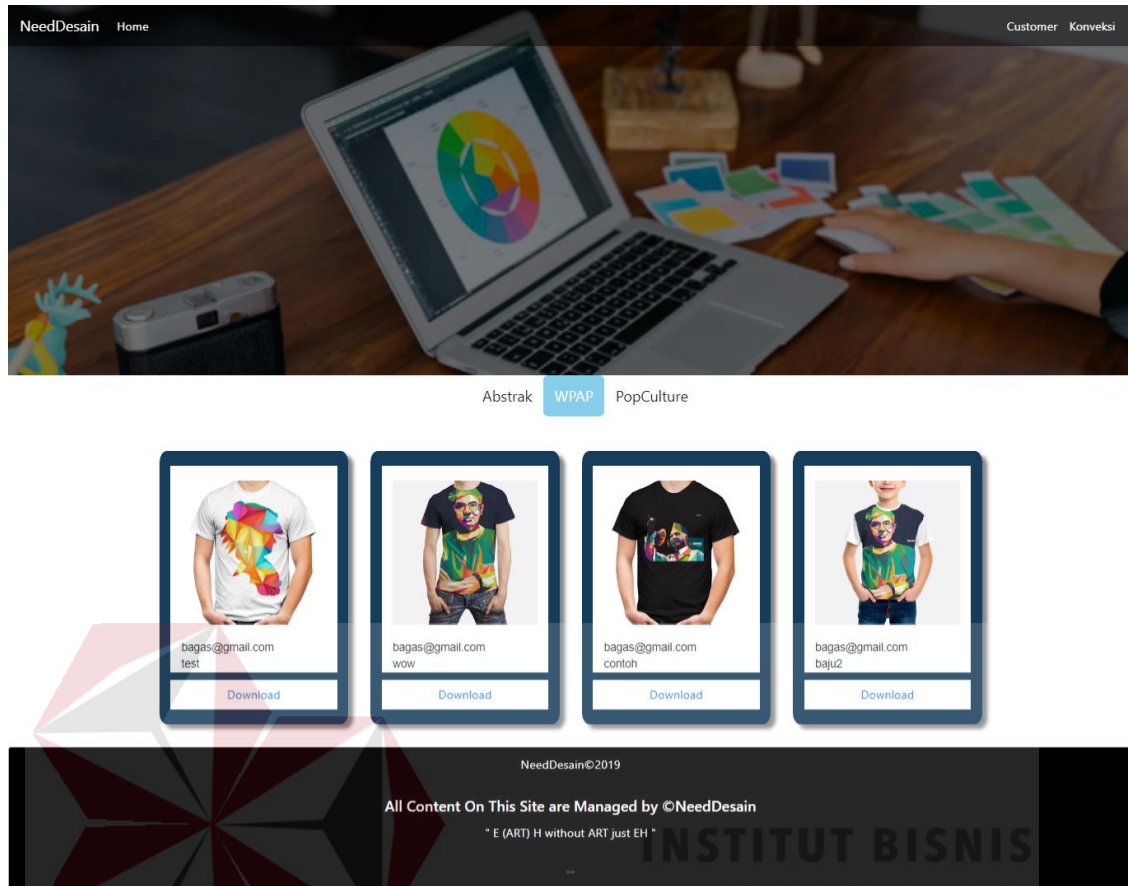 NeedDesain Home Customer Konveksi
Abstrak WPAP PopCulture
bagas@gmail.com
test
Download
bagas@gmail.com
wow
Download
bagas@gmail.com
contoh
Download
bagas@gmail.com
baju2
Download
NeedDesain©2019
All Content On This Site are Managed by ©NeedDesain
" E (ART) H without ART just EH "
INSTITUT BISNIS